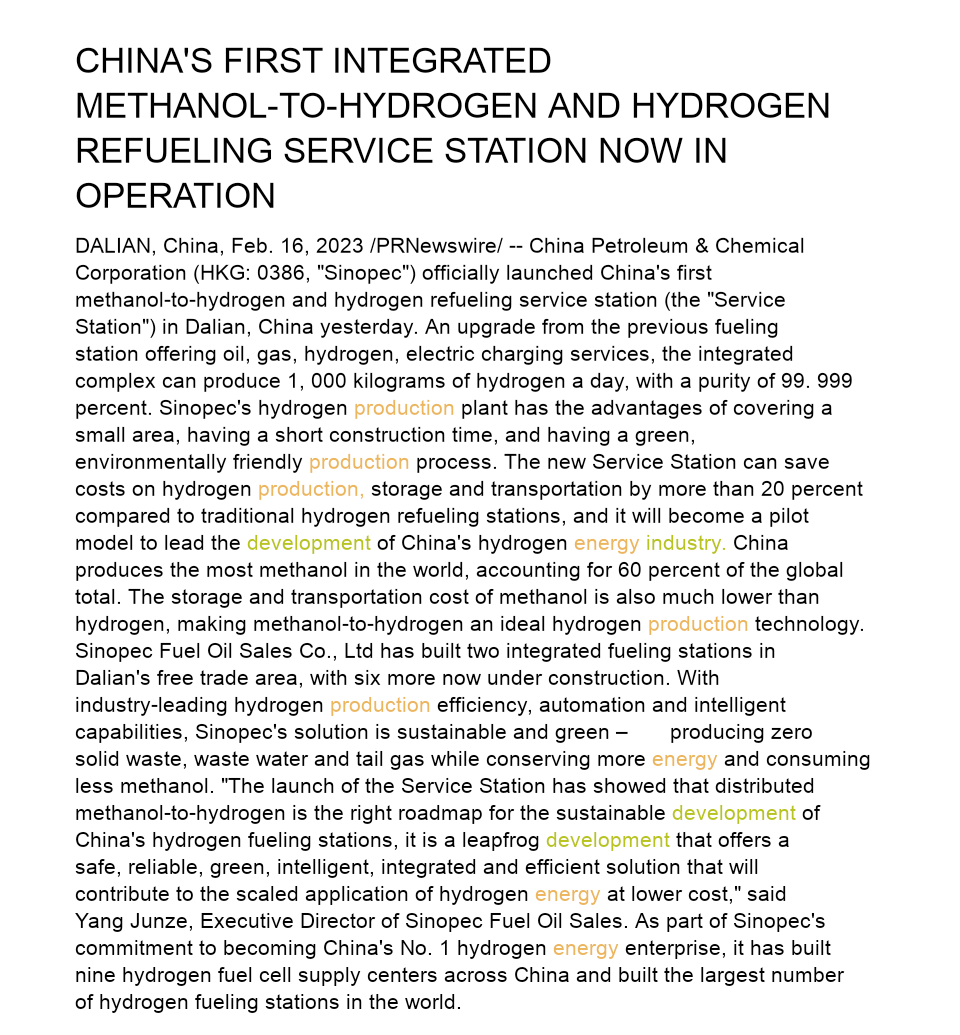 CHINA'S FIRST INTEGRATED
METHANOL-TO-HYDROGEN AND HYDROGEN
REFUELING SERVICE STATION NOW IN
OPERATION
DALIAN, China, Feb. 16, 2023 /PRNewswire/ -- China Petroleum & Chemical
Corporation (HKG: 0386, "Sinopec") officially launched China's first
methanol-to-hydrogen and hydrogen refueling service station (the "Service
Station") in Dalian, China yesterday. An upgrade from the previous fueling
station offering oil, gas, hydrogen, electric charging services, the integrated
complex can produce 1, 000 kilograms of hydrogen a day, with a purity of 99. 999
percent. Sinopec's hydrogen production plant has the advantages of covering a
small area, having a short construction time, and having a green,
environmentally friendly production process. The new Service Station can save
costs on hydrogen production, storage and transportation by more than 20 percent
compared to traditional hydrogen refueling stations, and it will become a pilot
model to lead the development of China's hydrogen energy industry. China
produces the most methanol in the world, accounting for 60 percent of the global
total. The storage and transportation cost of methanol is also much lower than
hydrogen, making methanol-to-hydrogen an ideal hydrogen production technology.
Sinopec Fuel Oil Sales Co., Ltd has built two integrated fueling stations in
Dalian's free trade area, with six more now under construction. With
industry-leading hydrogen production efficiency, automation and intelligent
capabilities, Sinopec's solution is sustainable and green – producing zero
solid waste, waste water and tail gas while conserving more energy and consuming
less methanol. "The launch of the Service Station has showed that distributed
methanol-to-hydrogen is the right roadmap for the sustainable development of
China's hydrogen fueling stations, it is a leapfrog development that offers a
safe, reliable, green, intelligent, integrated and efficient solution that will
contribute to the scaled application of hydrogen energy at lower cost," said
Yang Junze, Executive Director of Sinopec Fuel Oil Sales. As part of Sinopec's
commitment to becoming China's No. 1 hydrogen energy enterprise, it has built
nine hydrogen fuel cell supply centers across China and built the largest number
of hydrogen fueling stations in the world.